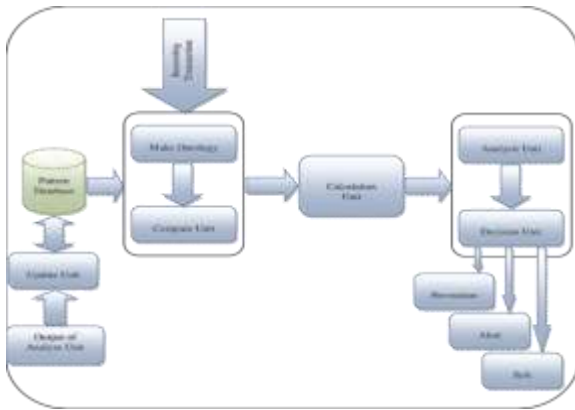 Make Ontology
Pattern
Database
Compare Unit
Calculation
Unit
Analysis Unit
Decision Unit
Update Unit
Output of
Analysis Unit
Prevention
Alert